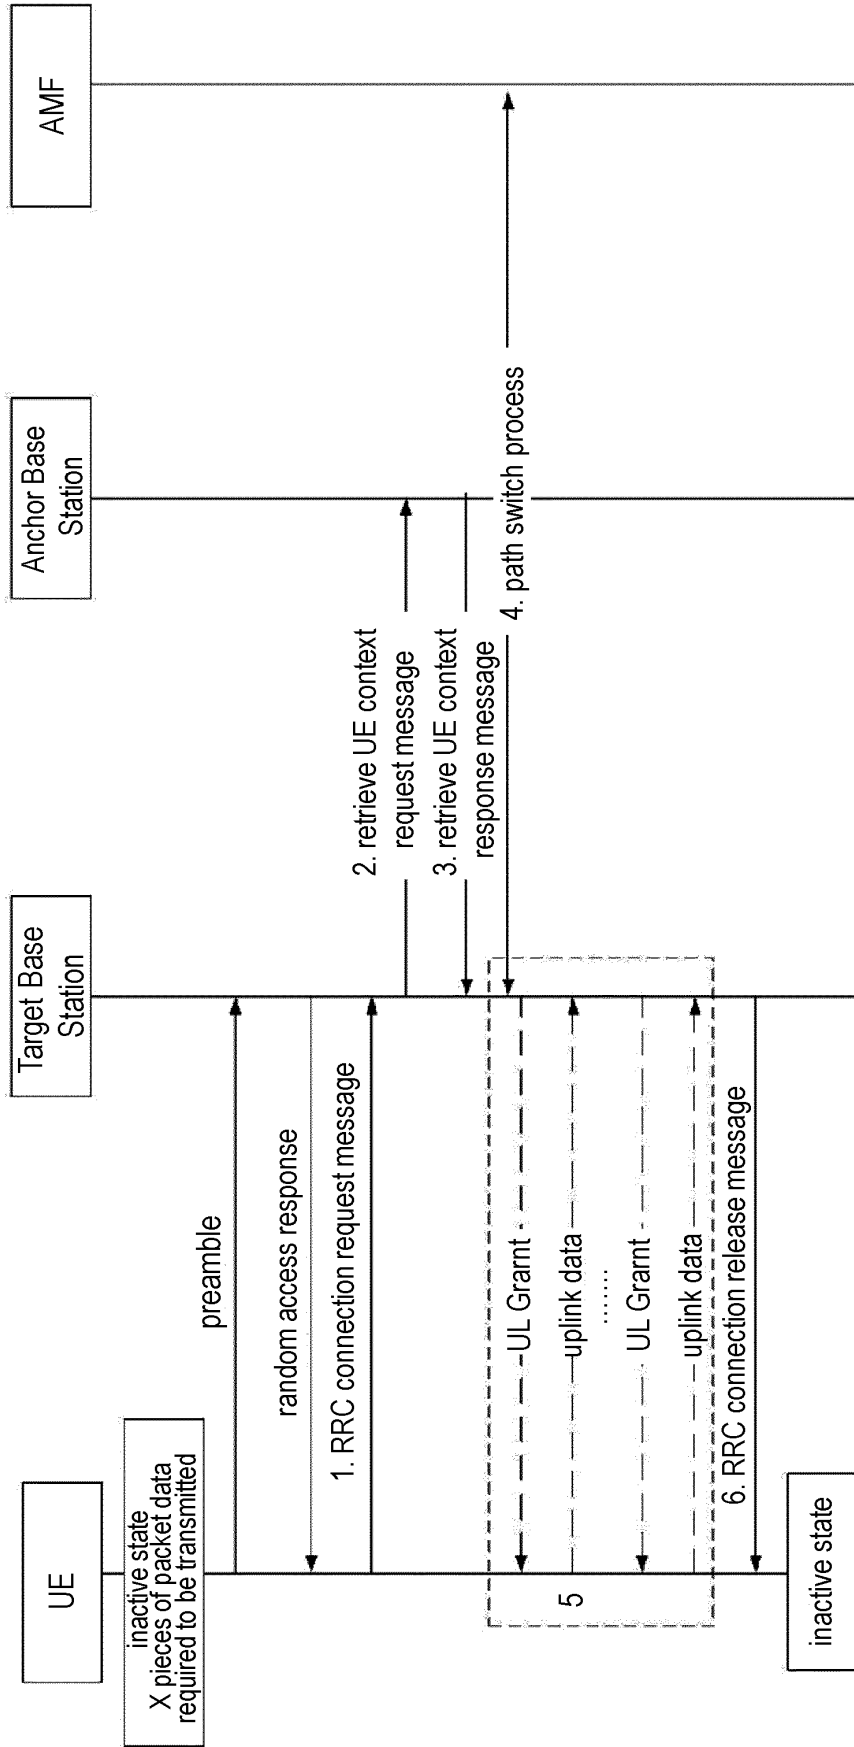 UE
Target Base
Station
Anchor Base
Station
AMF
inactive state
X pieces of packet data
required to be transmitted
preamble
random access response
1. RRC connection request message
2. retrieve UE context
request message
3. retrieve UE context
response message
4. path switch process
5
UL Grarnt
uplink data
.......
UL Grarnt
uplink data
6. RRC connection release message
inactive state